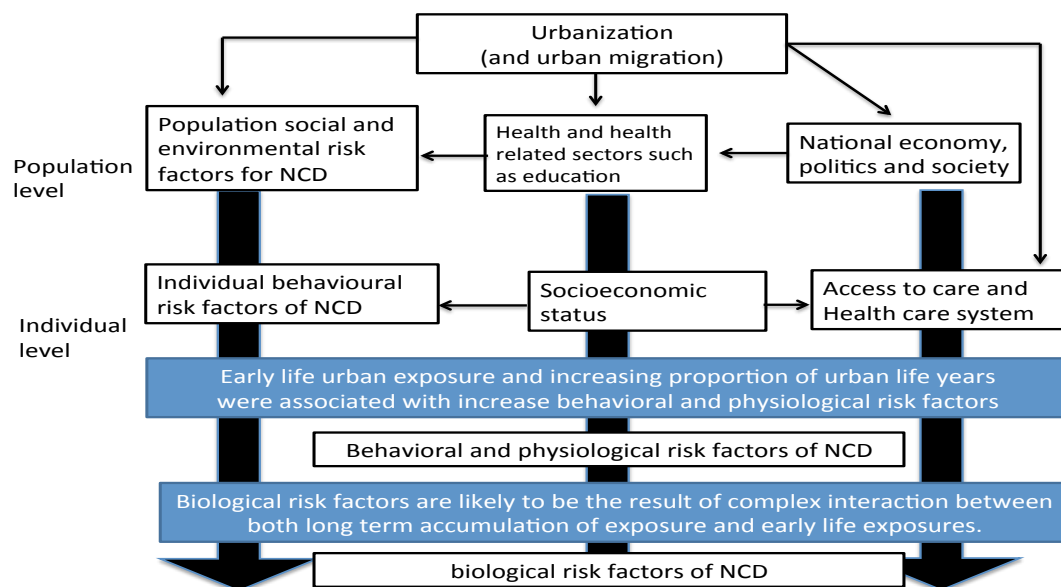 Urbanization
(and urban migration)
Population social and
environmental risk
factors for NCD
Health and health
related sectors such
as education
National economy,
politics and society
Population
level
Individual behavioural
risk factors of NCD
Socioeconomic
status
Access to care and
Health care system
Individual
level
Early life urban exposure and increasing proportion of urban life years
were associated with increase behavioral and physiological risk factors
Behavioral and physiological risk factors of NCD
Biological risk factors are likely to be the result of complex interaction between
both long term accumulation of exposure and early life exposures.
biological risk factors of NCD